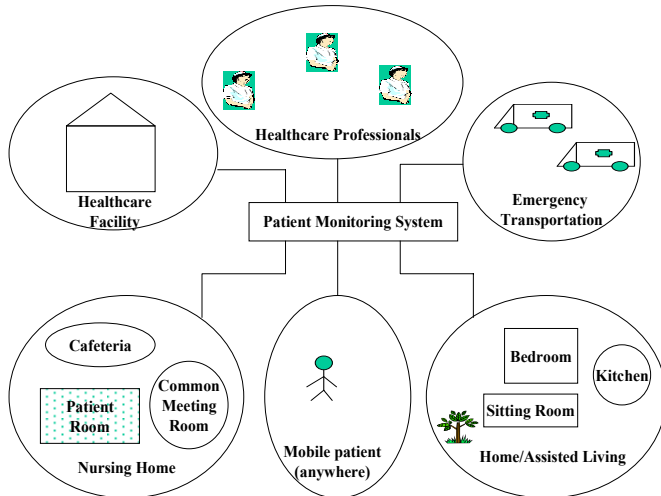 Healthcare Professionals
Healthcare
Facility
Emergency
Transportation
Patient Monitoring System
Cafeteria
Patient
Room
Common
Meeting
Room
Nursing Home
Mobile patient
(anywhere)
Bedroom
Kitchen
Sitting Room
Home/Assisted Living